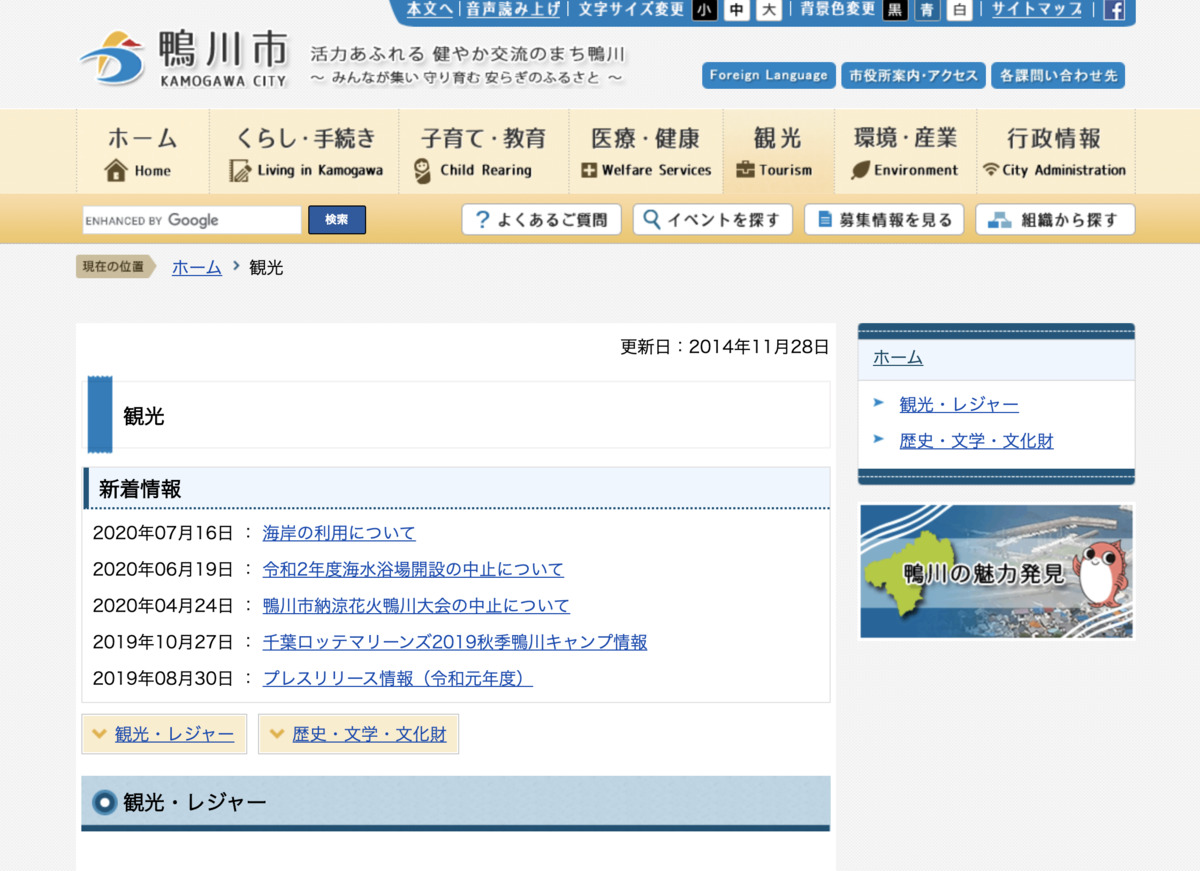 本文へ | 音声読み上げ | 文字サイズ変更 小 中 大 | 背景色変更 黒 青 白 | サイトマップ | f
鴨川市
KAMOGAWA CITY
活力あふれる 健やか交流のまち鴨川
～ みんなが集い 守り育む 安らぎのふるさと ～
Foreign Language 市役所案内・アクセス 各課問い合わせ先
ホーム くらし・手続き 子育て・教育 医療・健康 観光 環境・産業 行政情報
Home Living in Kamogawa Child Rearing Welfare Services Tourism Environment City Administration
ENHANCED BY Google 検索 ? よくあるご質問 イベントを探す 募集情報を見る 組織から探す
現在の位置 ホーム › 観光
更新日：2014年11月28日
観光
新着情報
2020年07月16日 ： 海岸の利用について
2020年06月19日 ： 令和2年度海水浴場開設の中止について
2020年04月24日 ： 鴨川市納涼花火鴨川大会の中止について
2019年10月27日 ： 千葉ロッテマリーンズ2019秋季鴨川キャンプ情報
2019年08月30日 ： プレスリリース情報（令和元年度）
観光・レジャー 歴史・文学・文化財
観光・レジャー
ホーム
観光・レジャー
歴史・文学・文化財
鴨川の魅力発見